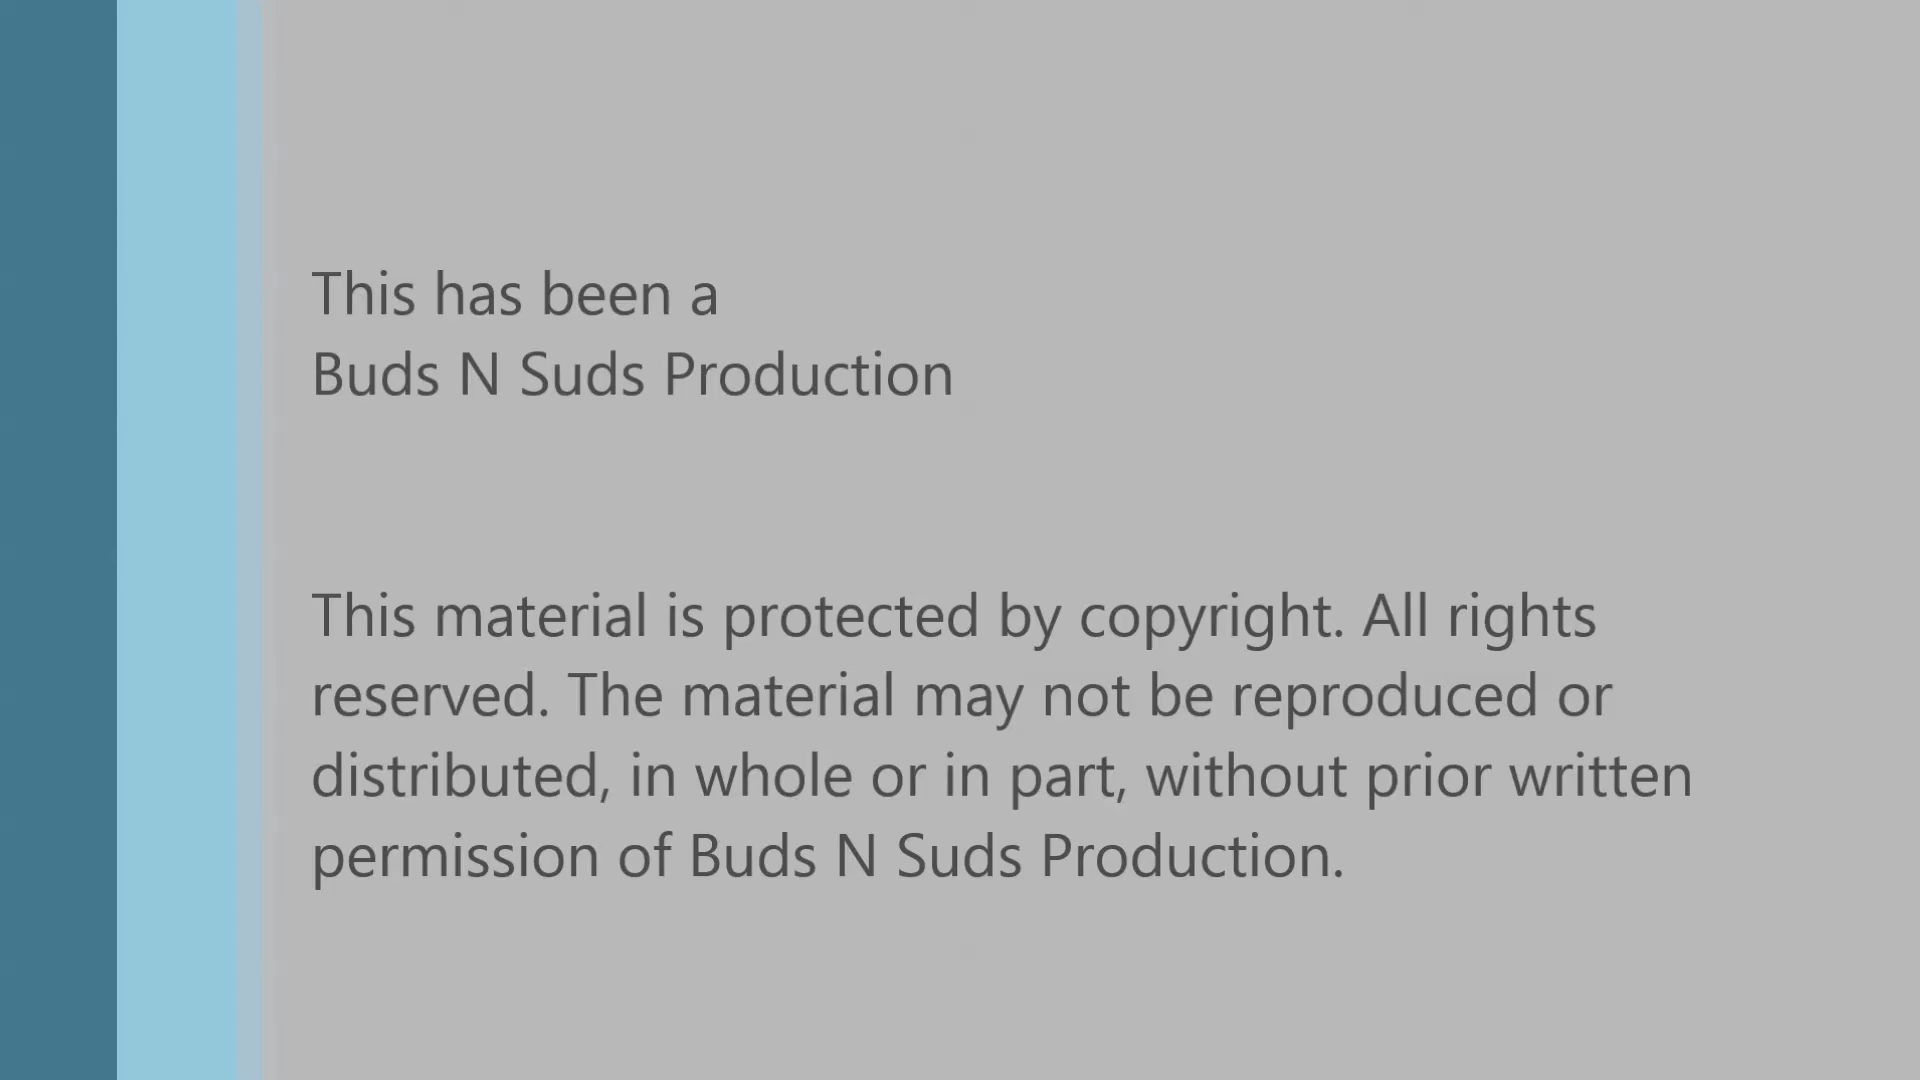 This has been a
Buds N Suds Production
This material is protected by copyright. All rights
reserved. The material may not be reproduced or
distributed, in whole or in part, without prior written
permission of Buds N Suds Production.